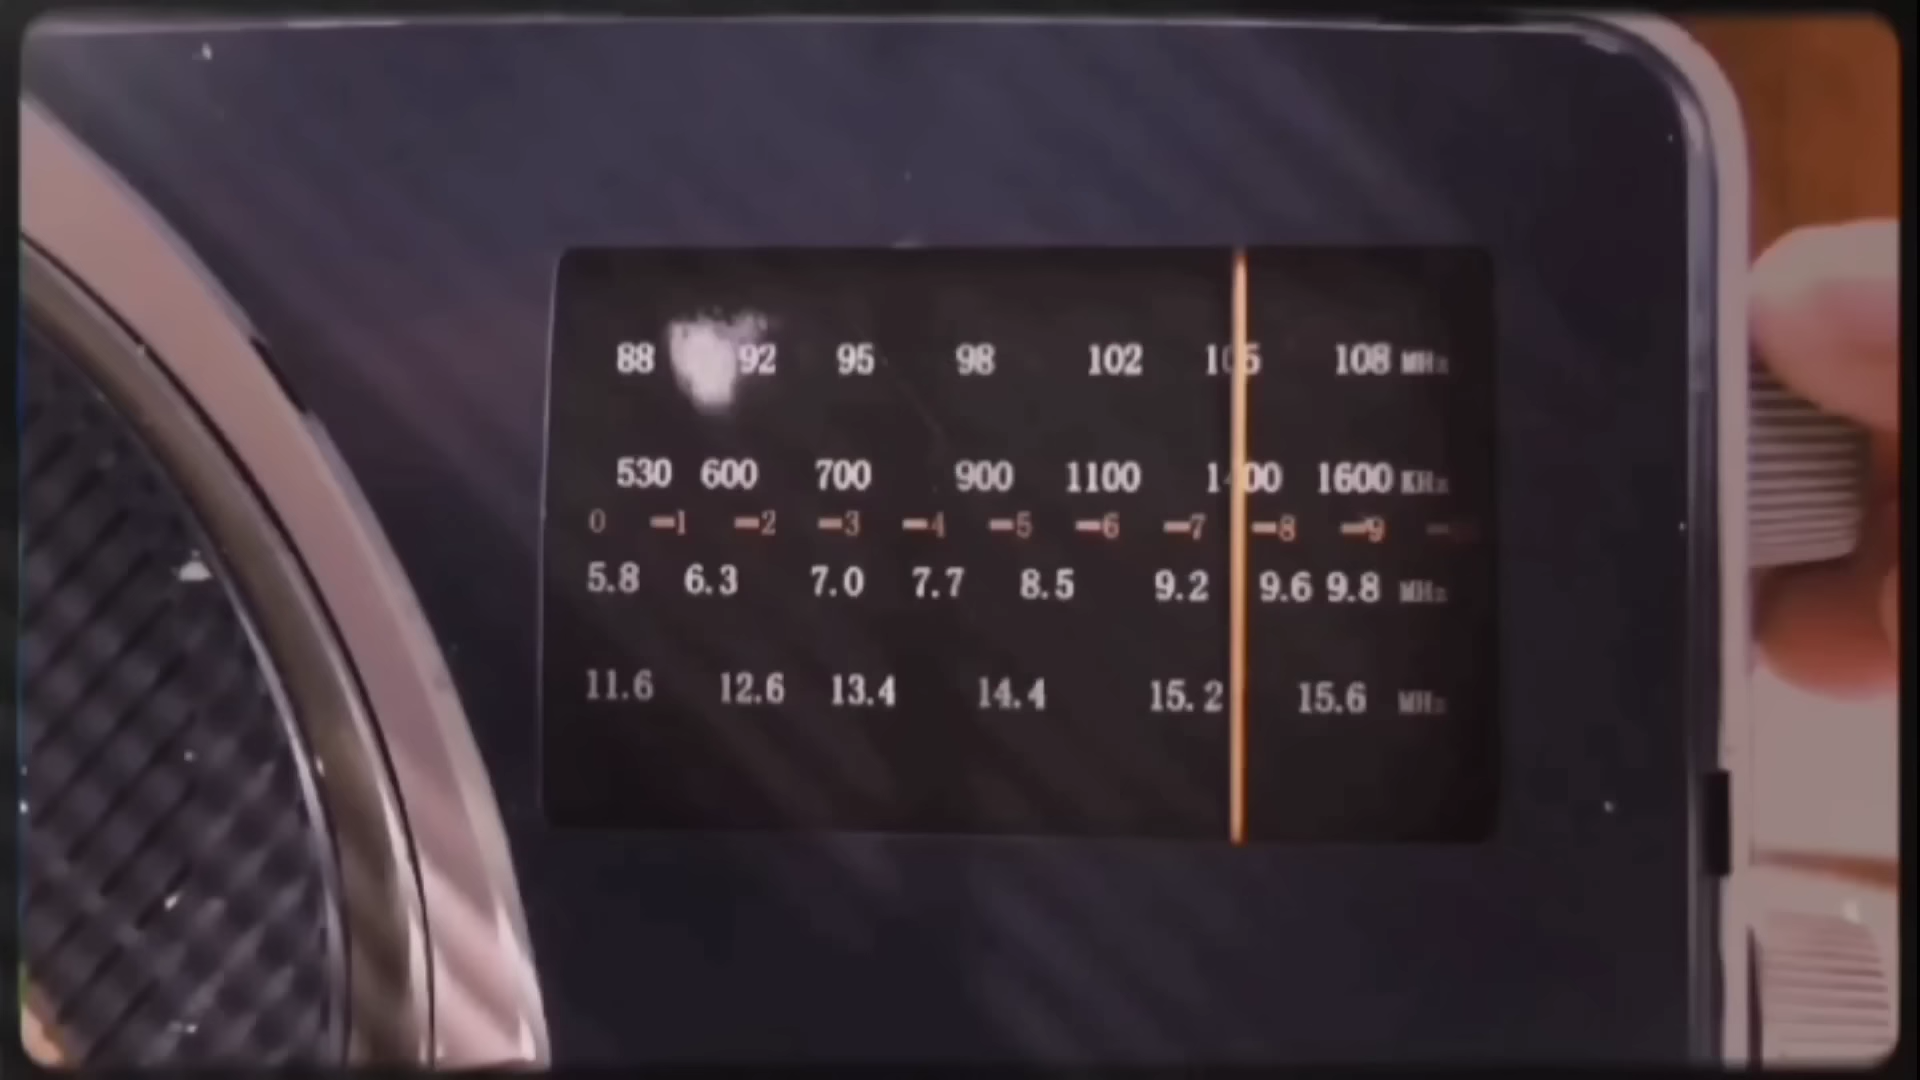 88 92 95 98 102 105 108 MHz
530 600 700 900 1100 1400 1600 KHz
0 1 2 3 4 5 6 7 8 9
5.8 6.3 7.0 7.7 8.5 9.2 9.6 9.8 MHz
11.6 12.6 13.4 14.4 15.2 15.6 MHz